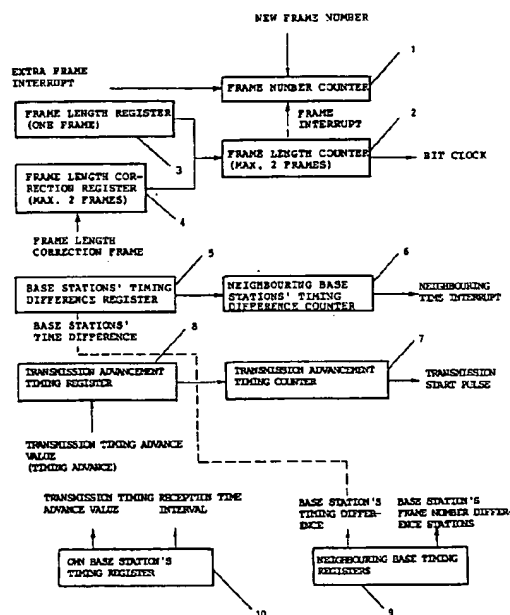 NEW FRAME NUMBER
1
EXTRA FRAME
INTERRUPT
FRAME NUMBER COUNTER
FRAME
INTERRUPT
2
FRAME LENGTH REGISTER
(ONE FRAME)
3
FRAME LENGTH COUNTER
(MAX. 2 FRAMES)
BIT CLOCK
FRAME LENGTH COR-
RECTION REGISTER
(MAX. 2 FRAMES)
4
FRAME LENGTH
CORRECTION FRAME
5
6
BASE STATIONS' TIMING
DIFFERENCE REGISTER
NEIGHBOURING BASE
STATIONS' TIMING
DIFFERENCE COUNTER
NEIGHBOURING
TIME INTERRUPT
BASE STATIONS'
TIME DIFFERENCE
8
7
TRANSMISSION ADVANCEMENT
TIMING REGISTER
TRANSMISSION ADVANCEMENT
TIMING COUNTER
TRANSMISSION
START PULSE
TRANSMISSION TIMING ADVANCE
VALUE
(TIMING ADVANCE)
TRANSMISSION TIMING
ADVANCE VALUE
RECEPTION TIME
INTERVAL
BASE STATION'S
TIMING DIFFER-
ENCE
BASE STATION'S
FRAME NUMBER DIFFER-
ENCE STATIONS
OWN BASE STATION'S
TIMING REGISTER
10
NEIGHBOURING BASE TIMING
REGISTERS
9